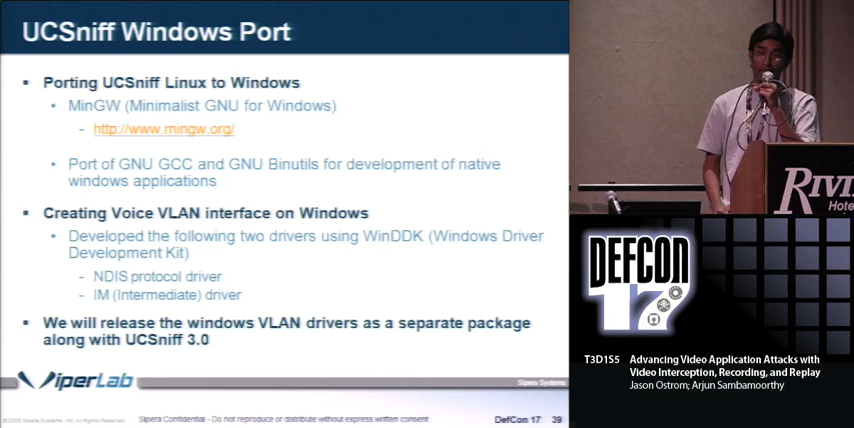 UCSniff Windows Port
▪ Porting UCSniff Linux to Windows
• MinGW (Minimalist GNU for Windows)
- http://www.mingw.org/
• Port of GNU GCC and GNU Binutils for development of native
windows applications
▪ Creating Voice VLAN interface on Windows
• Developed the following two drivers using WinDDK (Windows Driver
Development Kit)
- NDIS protocol driver
- IM (Intermediate) driver
▪ We will release the windows VLAN drivers as a separate package
along with UCSniff 3.0
ViperLab
Sipera Systems
Sipera Confidential - Do not reproduce or distribute without express written consent
DefCon 17 39
RIVI
Hote
DEFCON
17
T3D1S5 Advancing Video Application Attacks with
Video Interception, Recording, and Replay
Jason Ostrom; Arjun Sambamoorthy